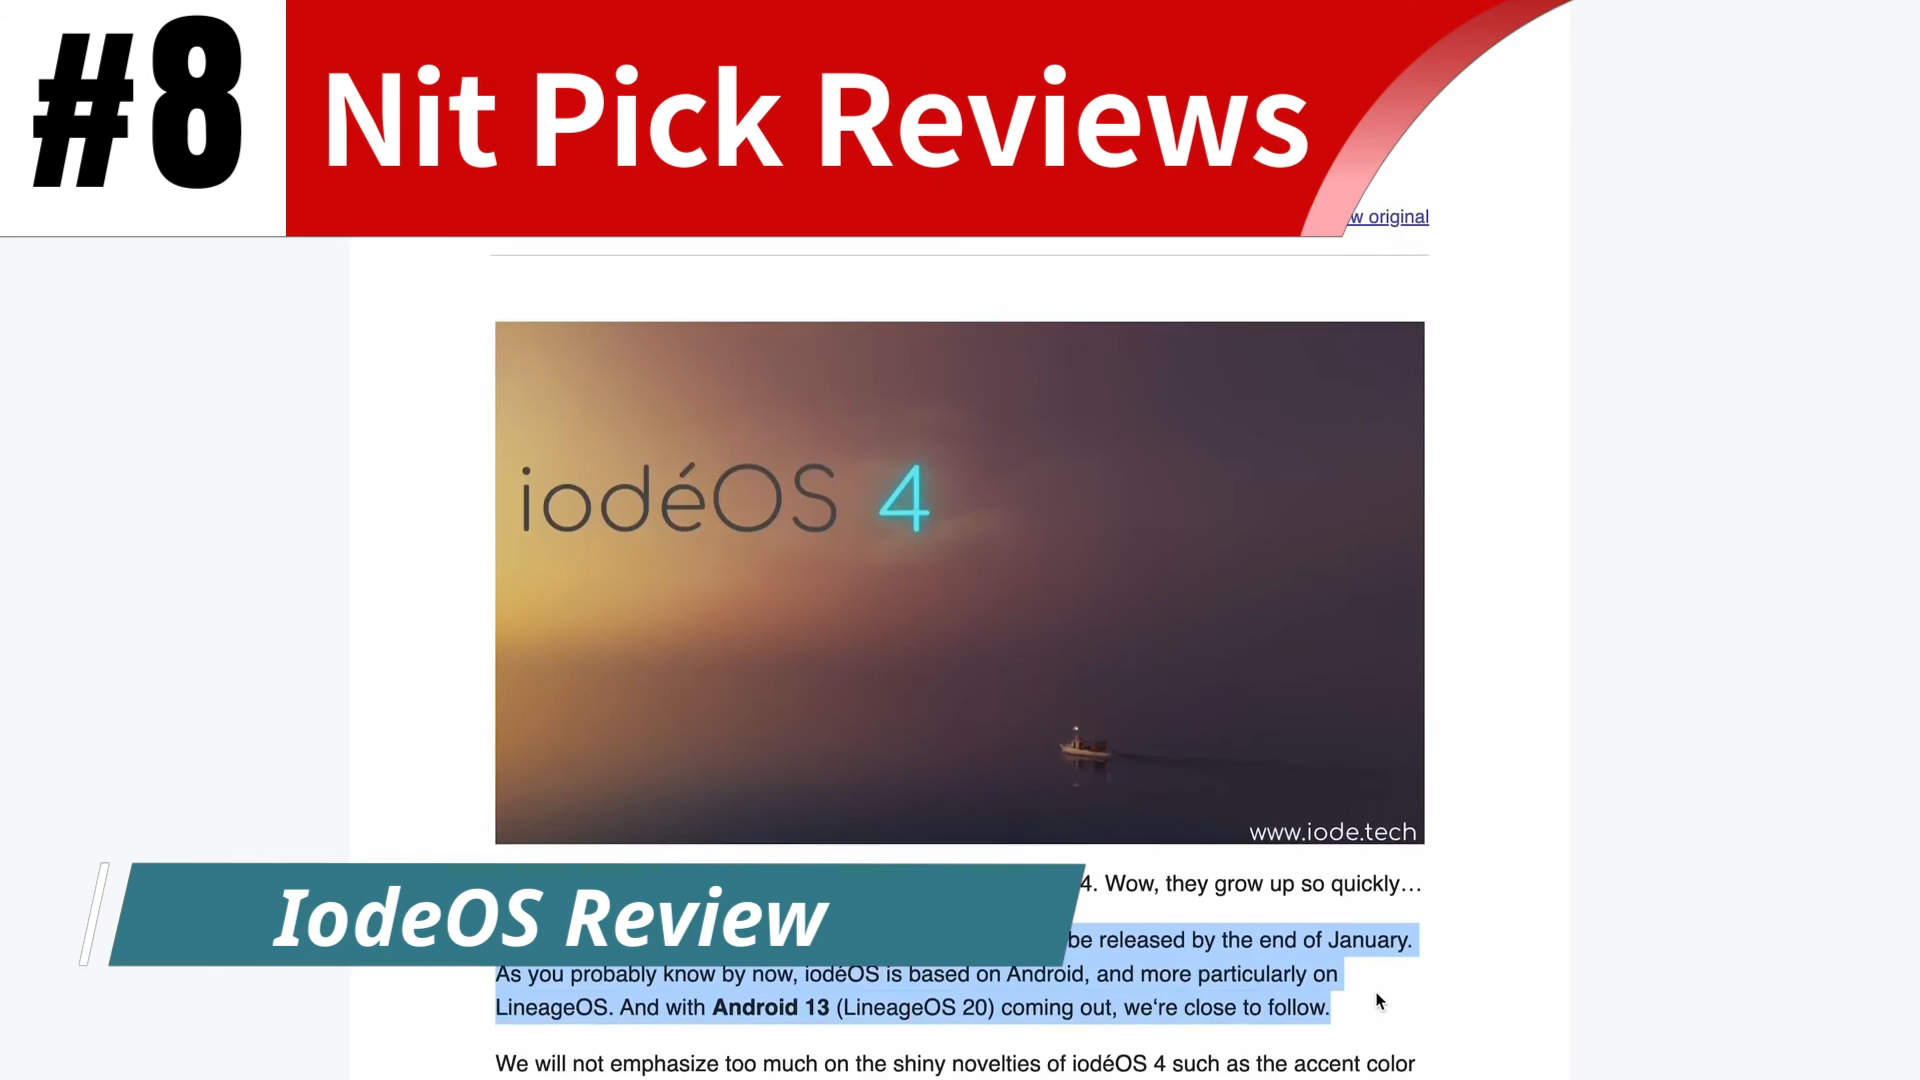 #8
Nit Pick Reviews
w original
iodéOS 4
www.iode.tech
4. Wow, they grow up so quickly…
IodeOS Review
be released by the end of January.
As you probably know by now, iodéOS is based on Android, and more particularly on
LineageOS. And with Android 13 (LineageOS 20) coming out, we‘re close to follow.
We will not emphasize too much on the shiny novelties of iodéOS 4 such as the accent color